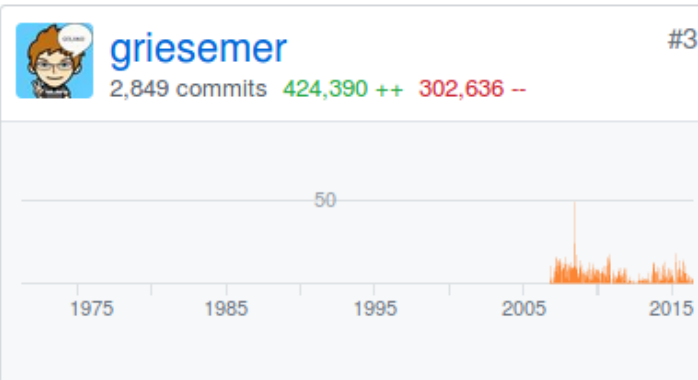 griesemer
#3
2,849 commits 424,390 ++ 302,636 --
50
1975 1985 1995 2005 2015